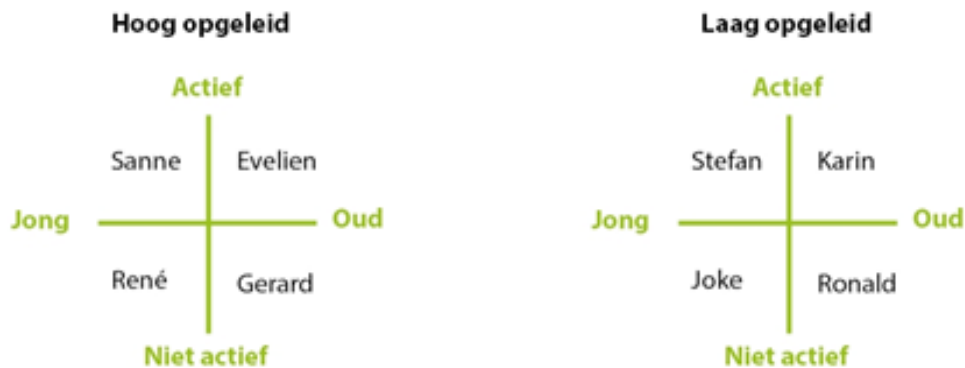 Hoog opgeleid
Actief
Sanne Evelien
Jong Oud
René Gerard
Niet actief
Laag opgeleid
Actief
Stefan Karin
Jong Oud
Joke Ronald
Niet actief